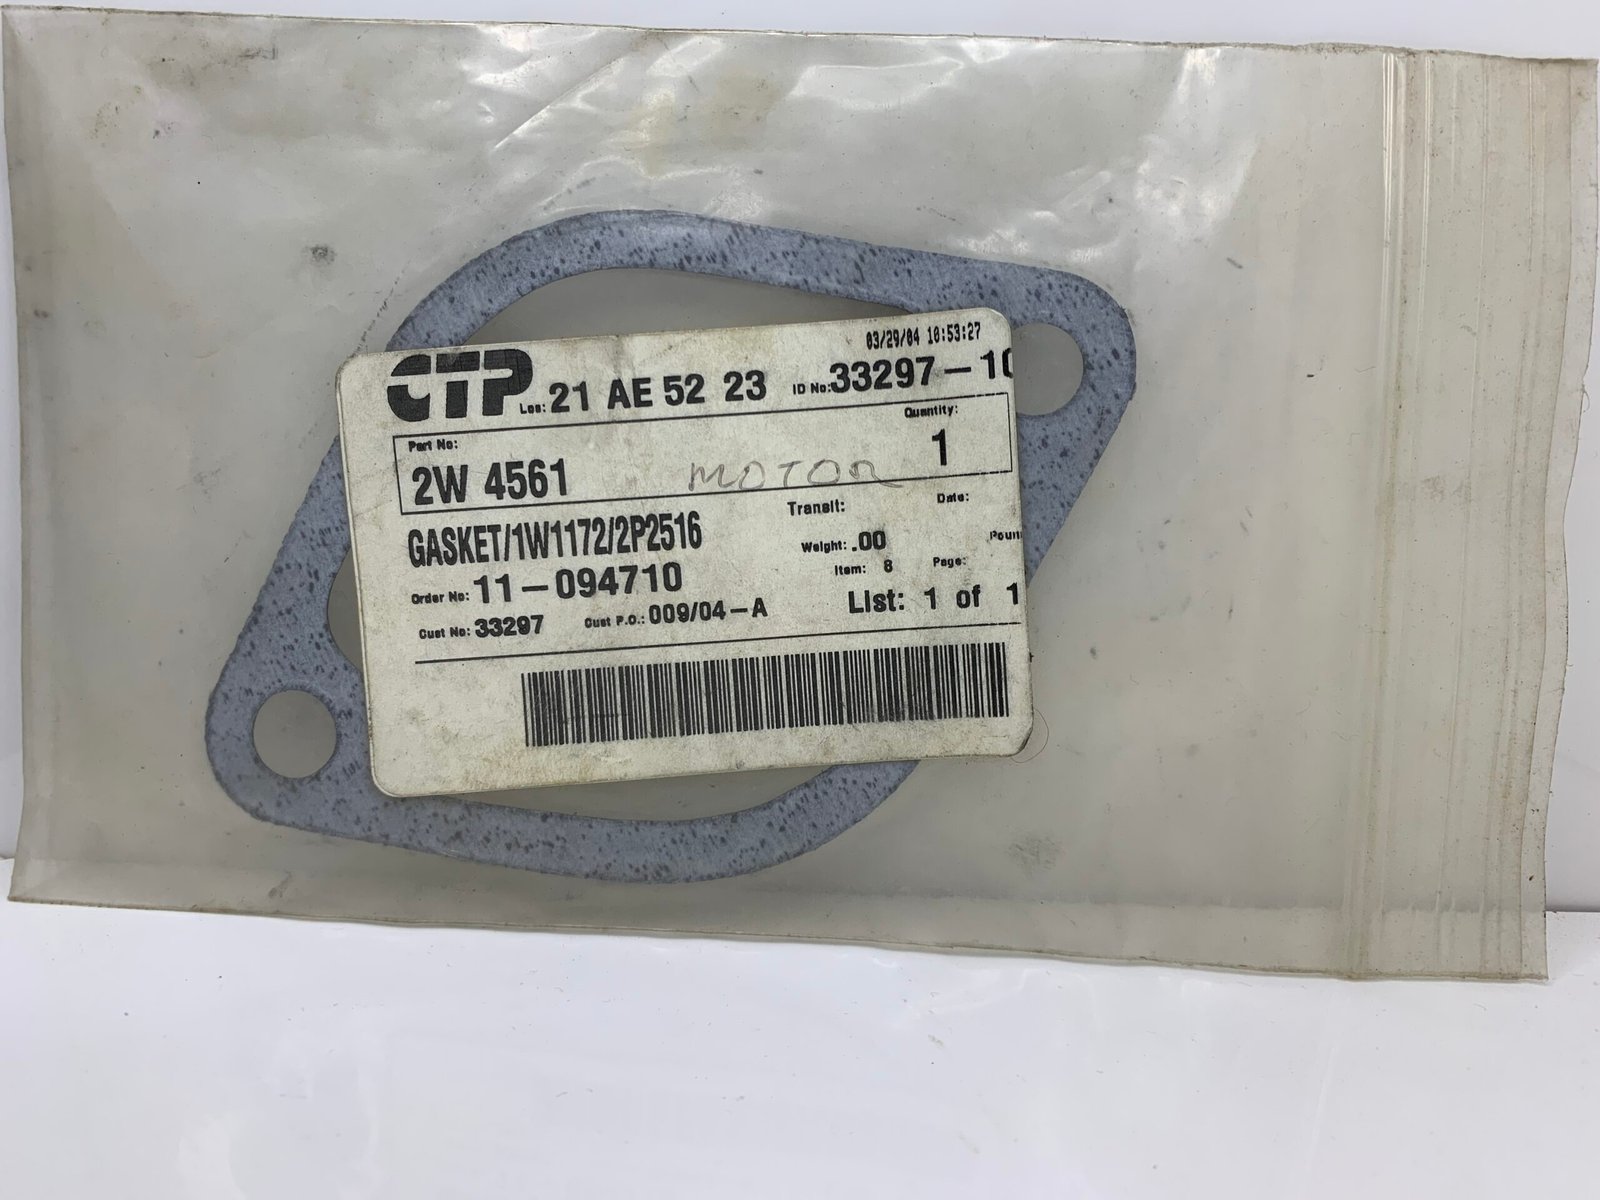 03/29/04 10:53:27
CTP Loc: 21 AE 52 23 ID No: 33297-10
Part No: Quantity:
2W 4561 MOTOR 1
GASKET/1W1172/2P2516 Transit: Date:
Weight: .00
Order No: 11-094710 Item: 8 Page:
Cust No: 33297 Cust P.O.: 009/04-A List: 1 of 1